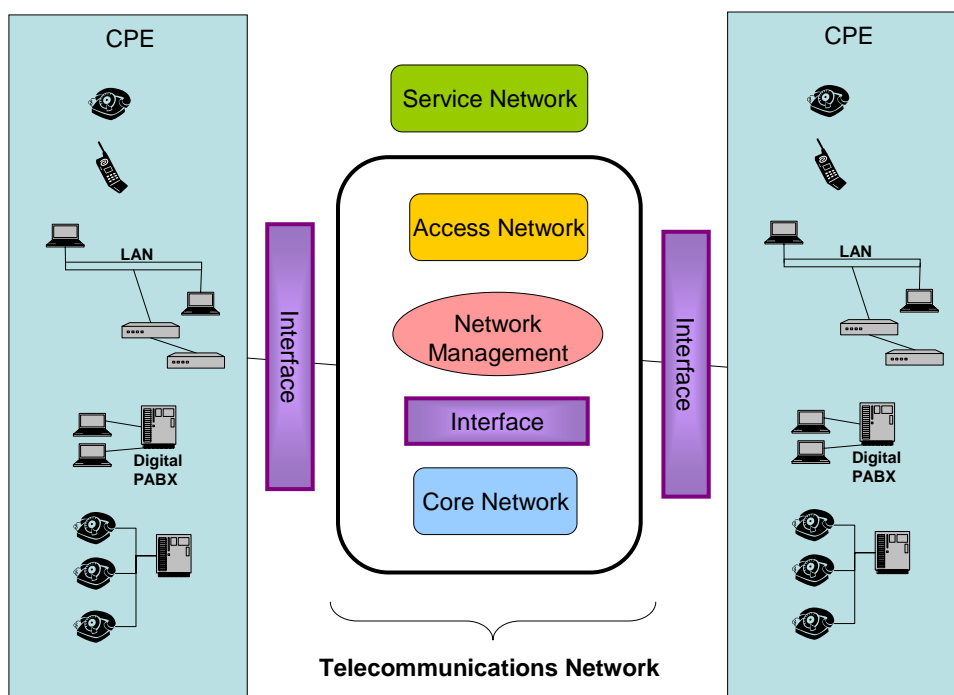 CPE
LAN
Digital
PABX
Interface
Service Network
Access Network
Network
Management
Interface
Core Network
Telecommunications Network
Interface
CPE
LAN
Digital
PABX